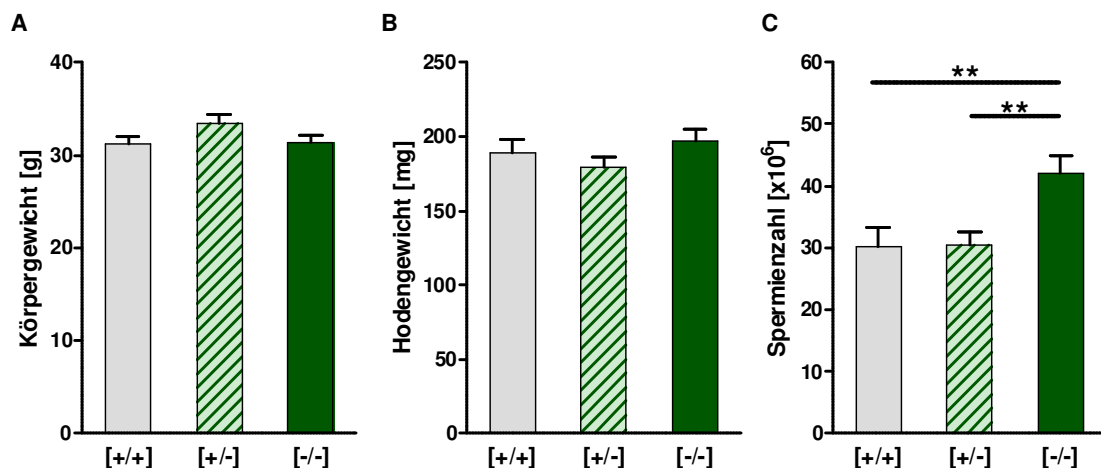 A
Körpergewicht [g]
40
30
20
10
0
[+/+] [+/-] [-/-]
B
Hodengewicht [mg]
250
200
150
100
50
0
[+/+] [+/-] [-/-]
C
Spermienzahl [x10⁶]
60
50
40
30
20
10
0
**
**
[+/+] [+/-] [-/-]